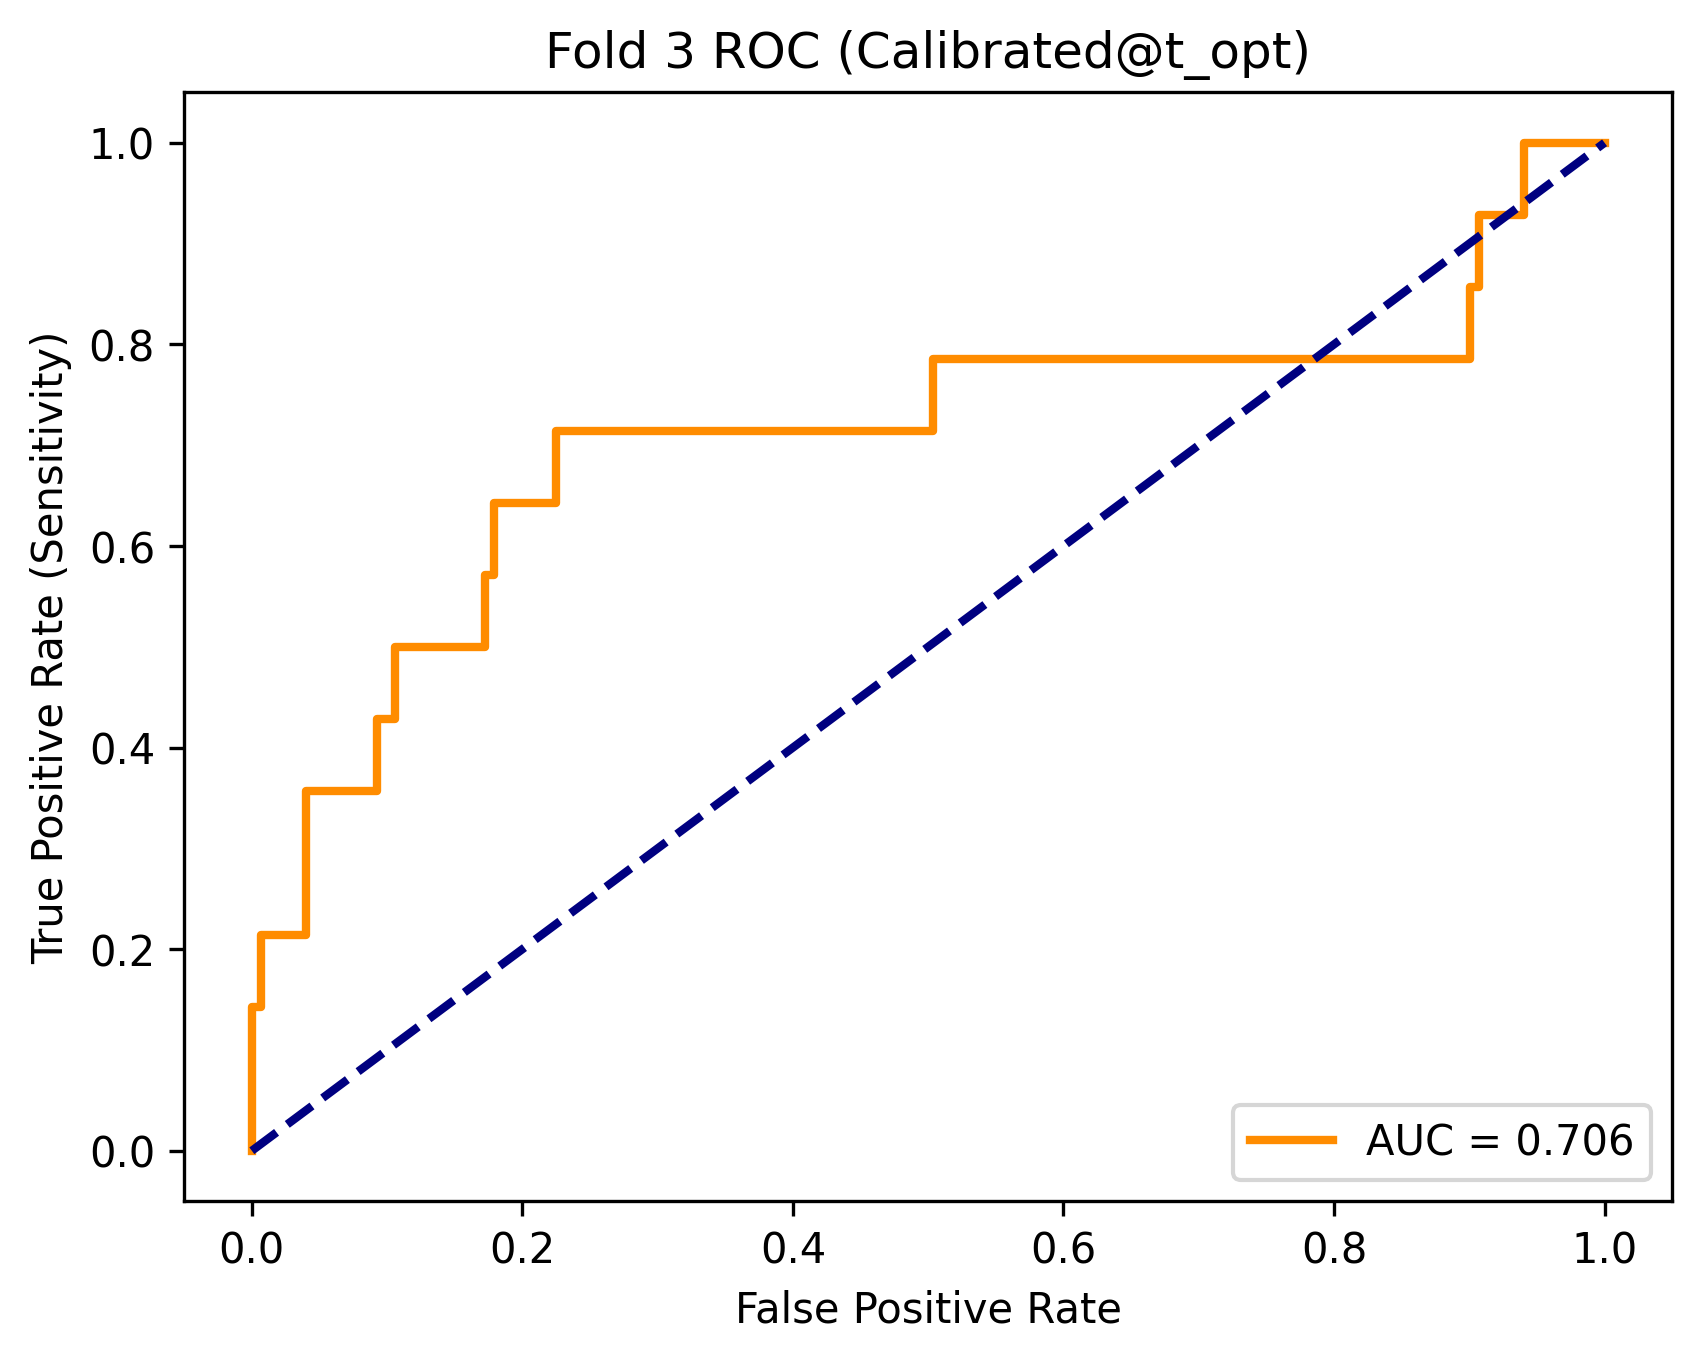 Fold 3 ROC (Calibrated@t_opt)
True Positive Rate (Sensitivity)
1.0
0.8
0.6
0.4
0.2
0.0
AUC = 0.706
0.0 0.2 0.4 0.6 0.8 1.0
False Positive Rate